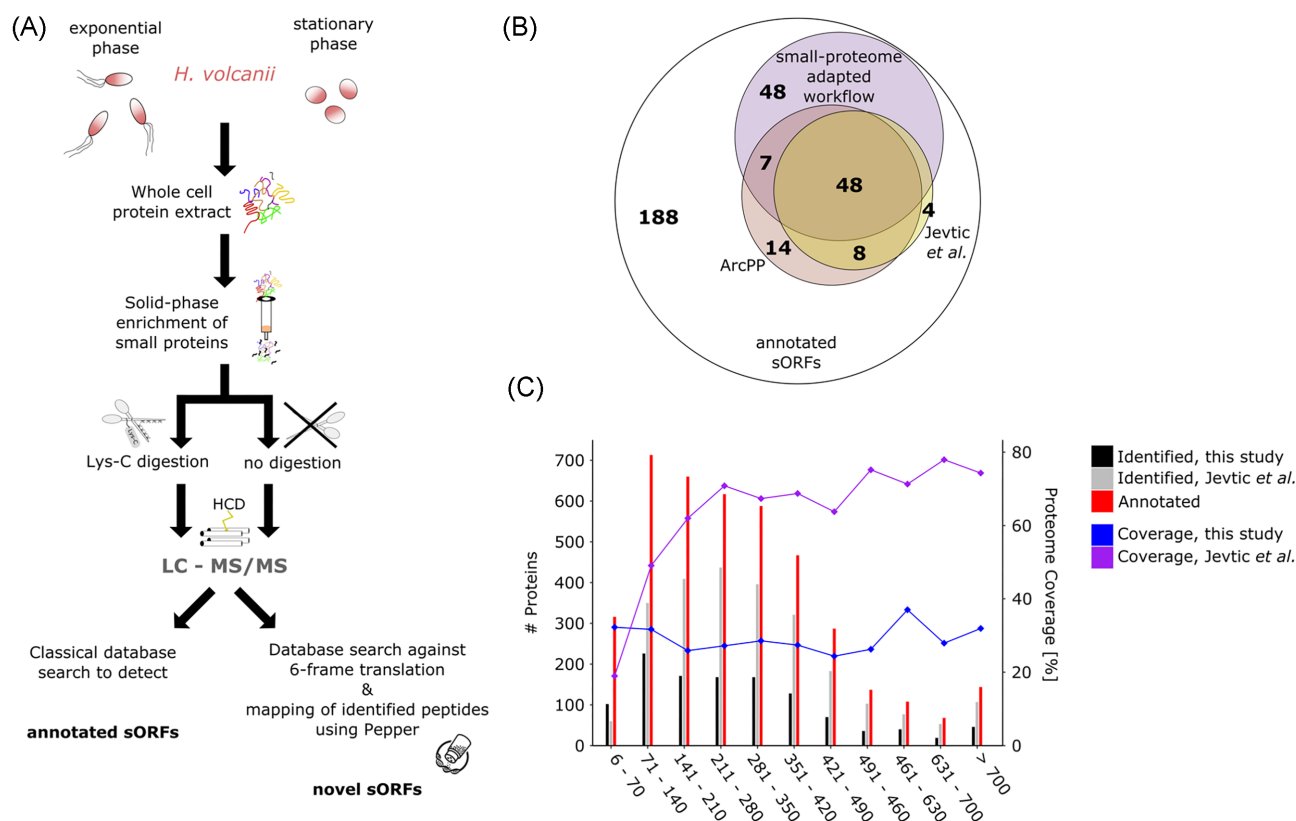 (A)
exponential
phase
stationary
phase
H. volcanii
Whole cell
protein extract
Solid-phase
enrichment of
small proteins
Lys-C
Lys-C digestion
no digestion
HCD
LC - MS/MS
Classical database
search to detect
annotated sORFs
Database search against
6-frame translation
&
mapping of identified peptides
using Pepper
novel sORFs
(B)
small-proteome
adapted
workflow
48
7
48
4
188
Jevtic
et al.
14
8
ArcPP
annotated
sORFs
(C)
# Proteins
700
600
500
400
300
200
100
0
80
60
40
20
0
Proteome Coverage [%]
6 - 70
71 - 140
141 - 210
211 - 280
281 - 350
351 - 420
421 - 490
491 - 460
461 - 630
631 - 700
> 700
Identified, this study
Identified, Jevtic et al.
Annotated
Coverage, this study
Coverage, Jevtic et al.